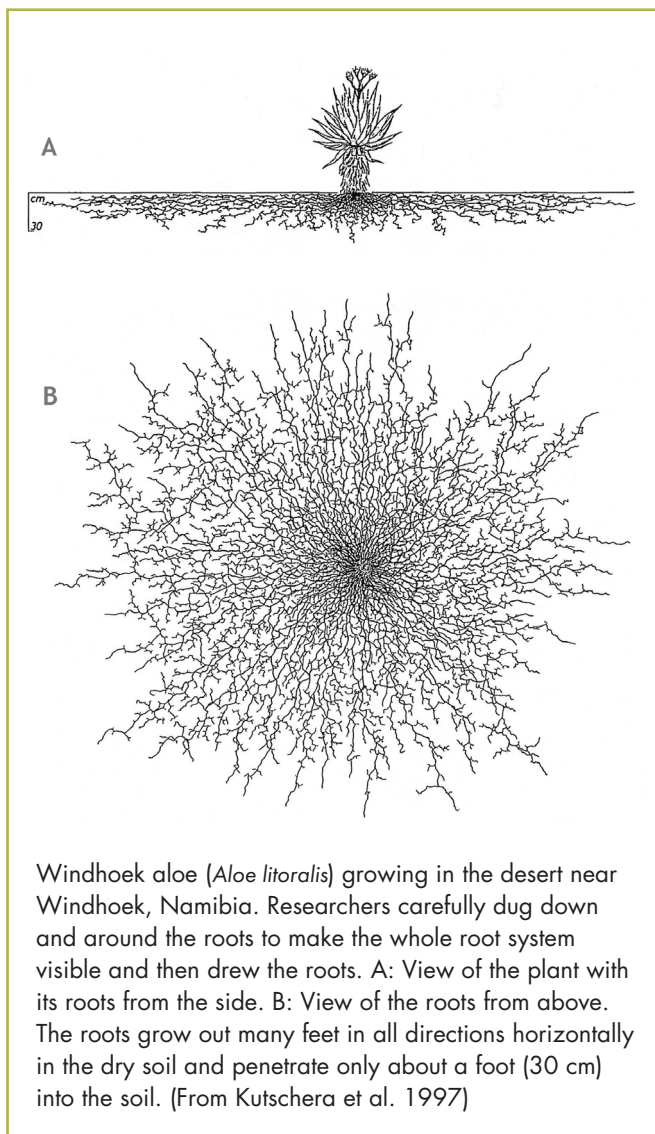 A
cm
30
B
Windhoek aloe (Aloe litoralis) growing in the desert near
Windhoek, Namibia. Researchers carefully dug down
and around the roots to make the whole root system
visible and then drew the roots. A: View of the plant with
its roots from the side. B: View of the roots from above.
The roots grow out many feet in all directions horizontally
in the dry soil and penetrate only about a foot (30 cm)
into the soil. (From Kutschera et al. 1997)